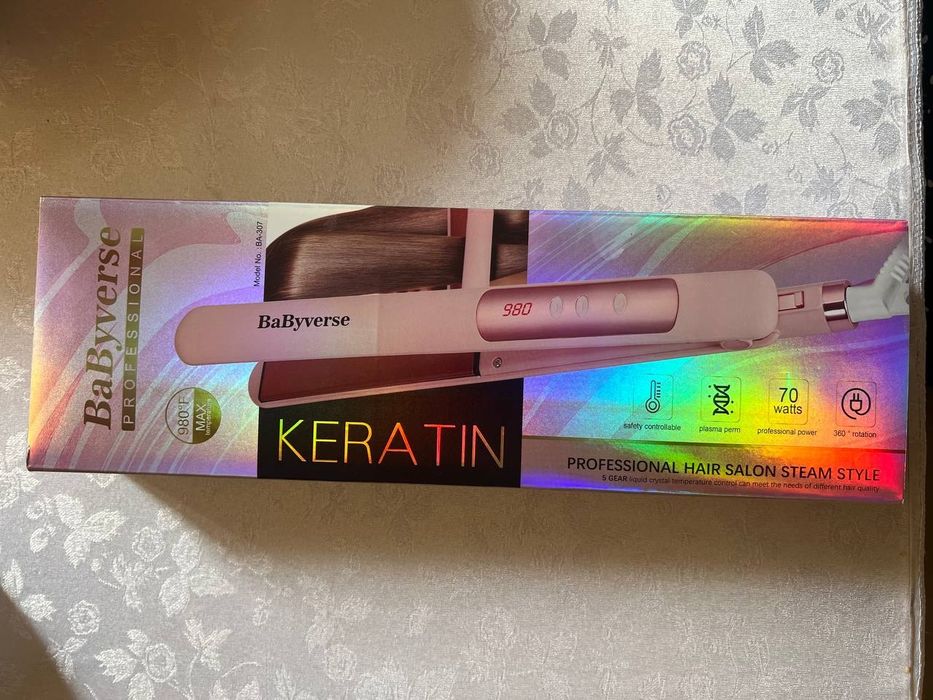 BaByverse
PROFESSIONAL
980°F
MAX
Model No.:BA-307
BaByverse
980
KERATIN
safety controllable
plasma perm
70
watts
professional power
360 ° rotation
PROFESSIONAL HAIR SALON STEAM STYLE
5 GEAR liquid crystal temperature control can meet the needs of different hair quality